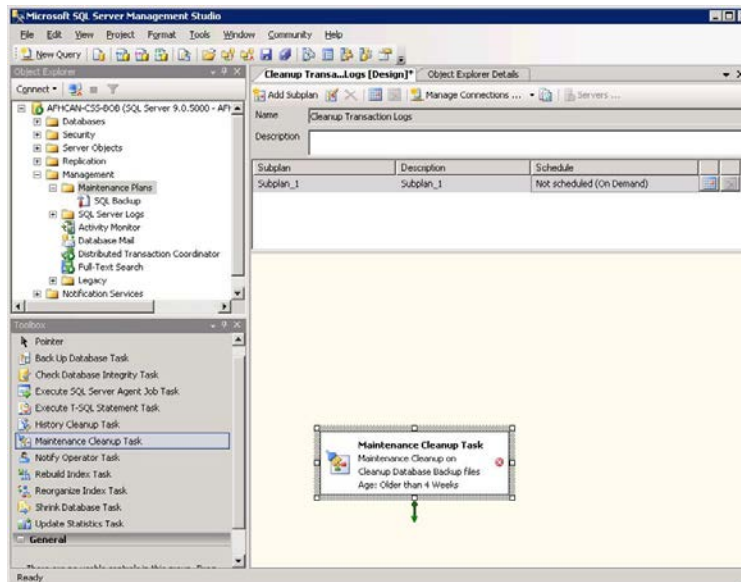 Microsoft SQL Server Management Studio
File Edit View Project Format Tools Window Community Help
New Query
Object Explorer
Connect
AFHCAN-CSS-BOB (SQL Server 9.0.5000 - AFH
Databases
Security
Server Objects
Replication
Management
Maintenance Plans
SQL Backup
SQL Server Logs
Activity Monitor
Database Mail
Distributed Transaction Coordinator
Full-Text Search
Legacy
Notification Services
Toolbox
Pointer
Back Up Database Task
Check Database Integrity Task
Execute SQL Server Agent Job Task
Execute T-SQL Statement Task
History Cleanup Task
Maintenance Cleanup Task
Notify Operator Task
Rebuild Index Task
Reorganize Index Task
Shrink Database Task
Update Statistics Task
General
Ready
Cleanup Transa...Logs [Design]* Object Explorer Details
Add Subplan Manage Connections ... Servers ...
Name Cleanup Transaction Logs
Description
Subplan Description Schedule
Subplan_1 Subplan_1 Not scheduled (On Demand)
Maintenance Cleanup Task
Maintenance Cleanup on
Cleanup Database Backup files
Age: Older than 4 Weeks